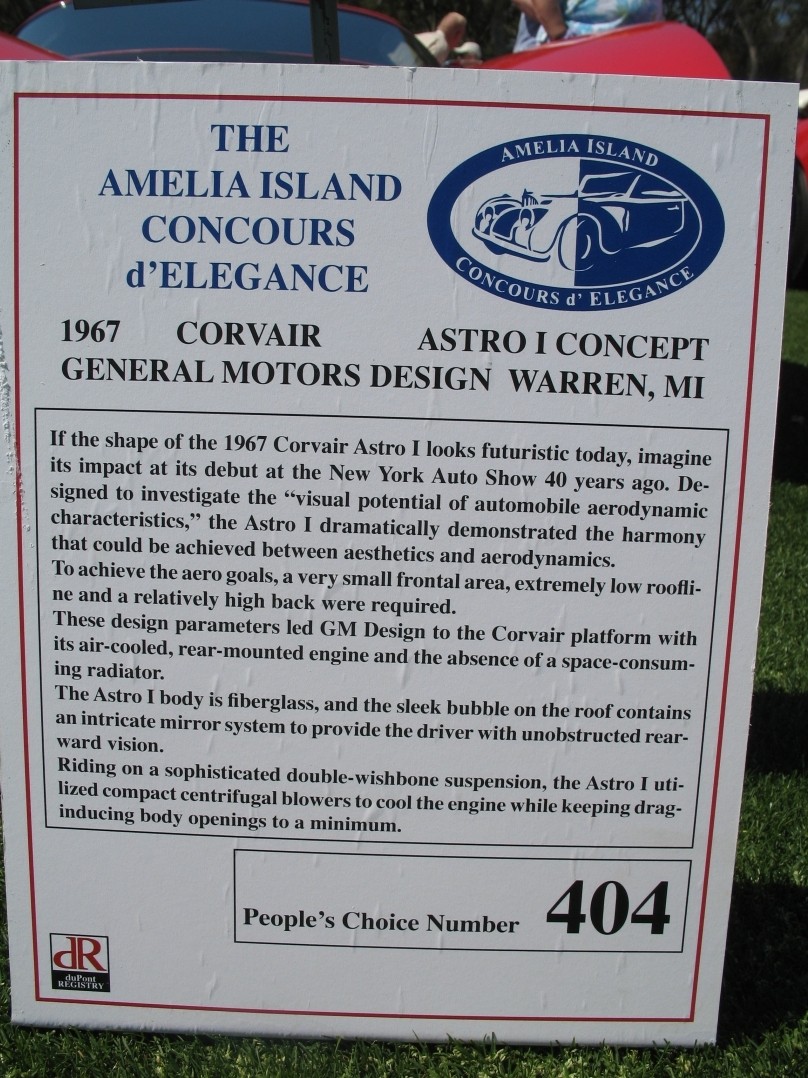 THE
AMELIA ISLAND
CONCOURS
d'ELEGANCE
AMELIA ISLAND
CONCOURS d' ELEGANCE
1967 CORVAIR ASTRO I CONCEPT
GENERAL MOTORS DESIGN WARREN, MI
If the shape of the 1967 Corvair Astro I looks futuristic today, imagine
its impact at its debut at the New York Auto Show 40 years ago. De-
signed to investigate the “visual potential of automobile aerodynamic
characteristics,” the Astro I dramatically demonstrated the harmony
that could be achieved between aesthetics and aerodynamics.
To achieve the aero goals, a very small frontal area, extremely low roofli-
ne and a relatively high back were required.
These design parameters led GM Design to the Corvair platform with
its air-cooled, rear-mounted engine and the absence of a space-consum-
ing radiator.
The Astro I body is fiberglass, and the sleek bubble on the roof contains
an intricate mirror system to provide the driver with unobstructed rear-
ward vision.
Riding on a sophisticated double-wishbone suspension, the Astro I uti-
lized compact centrifugal blowers to cool the engine while keeping drag-
inducing body openings to a minimum.
People's Choice Number 404
dR
duPont
REGISTRY